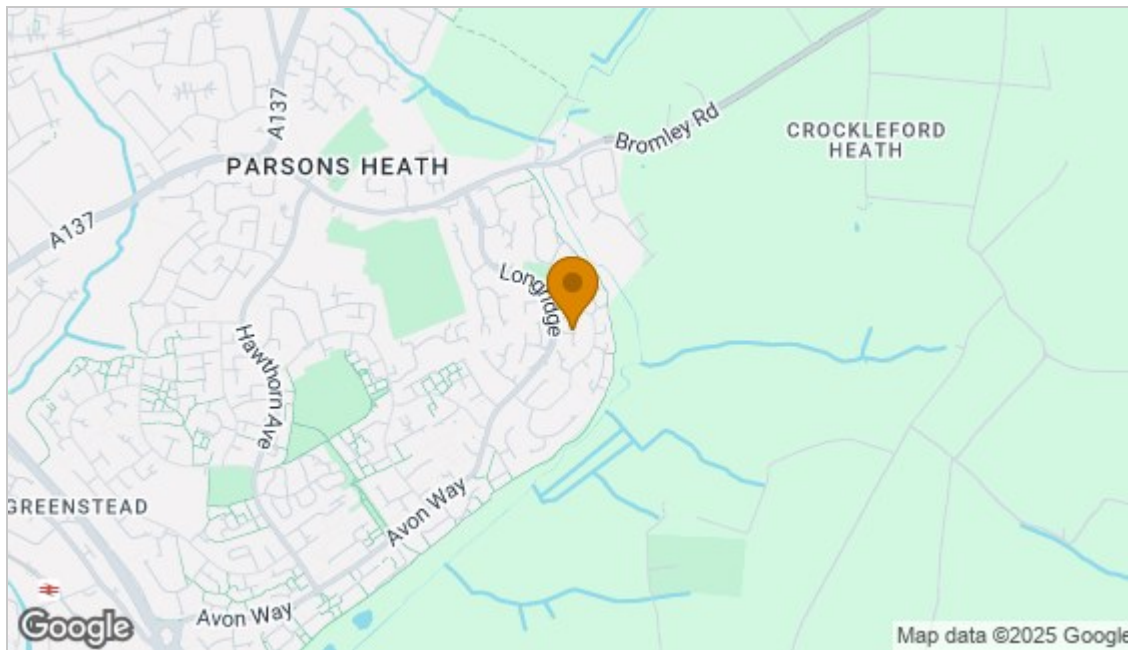 A137
Bromley Rd
CROCKLEFORD
HEATH
PARSONS HEATH
A137
Longridge
Hawthorn Ave
GREENSTEAD
Avon Way
Avon Way
Google
Map data ©2025 Google